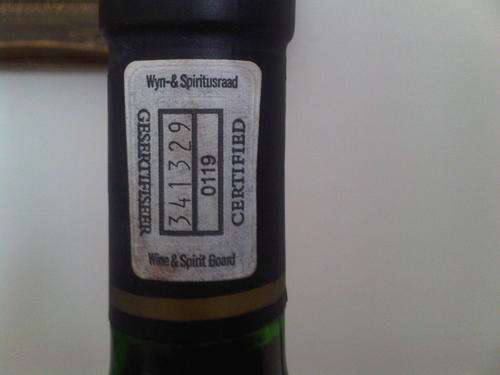 Wyn-& Spiritusraad
GESERTIFISEER
341329
0119
CERTIFIED
Wine & Spirit Board